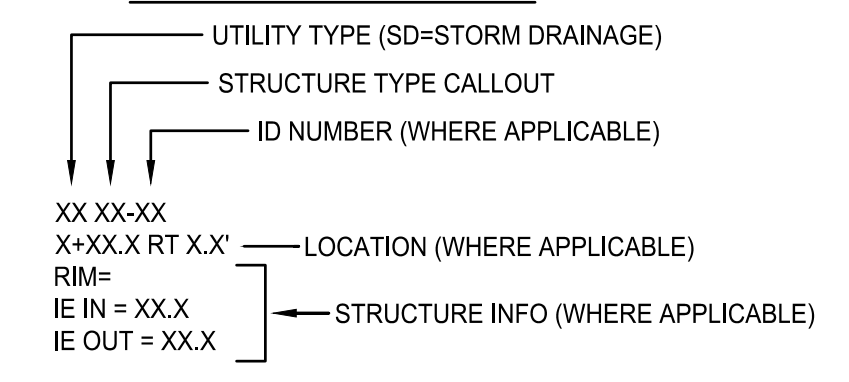 UTILITY TYPE (SD=STORM DRAINAGE)
STRUCTURE TYPE CALLOUT
ID NUMBER (WHERE APPLICABLE)
XX XX-XX
X+XX.X RT X.X' LOCATION (WHERE APPLICABLE)
RIM=
IE IN = XX.X
STRUCTURE INFO (WHERE APPLICABLE)
IE OUT = XX.X